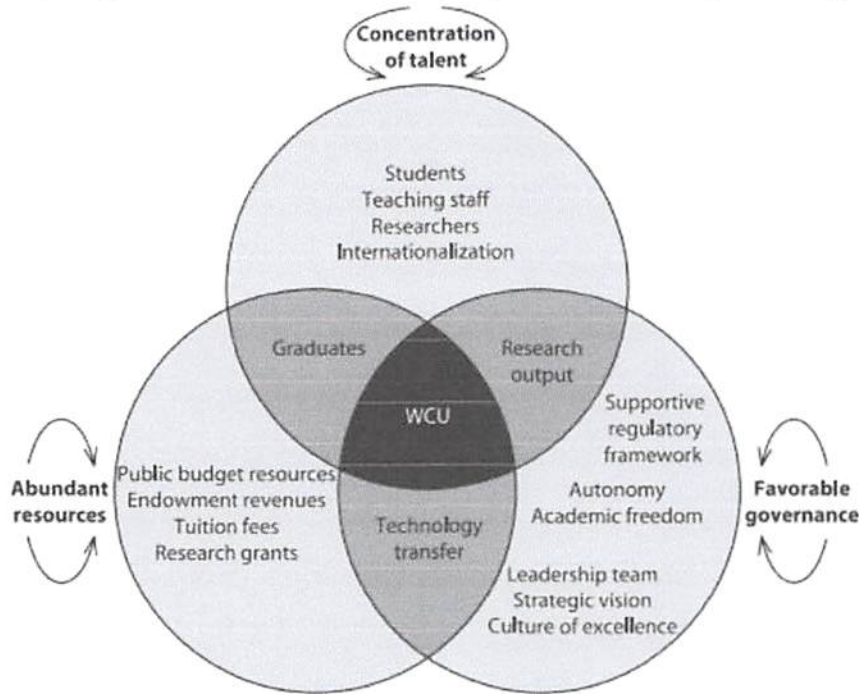 Concentration
of talent
Students
Teaching staff
Researchers
Internationalization
Graduates
Research
output
WCU
Supportive
regulatory
framework
Abundant
resources
Public budget resources
Endowment revenues
Tuition fees
Research grants
Technology
transfer
Autonomy
Academic freedom
Favorable
governance
Leadership team
Strategic vision
Culture of excellence